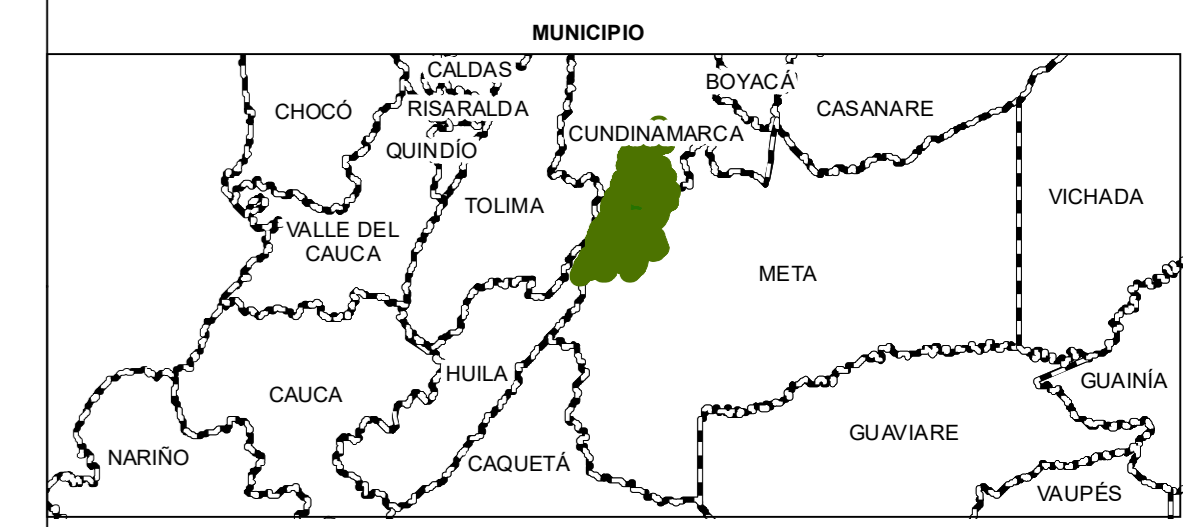 MUNICIPIO
CALDAS
BOYACÁ
CHOCÓ
RISARALDA
CASANARE
CUNDINAMARCA
QUINDÍO
TOLIMA
VICHADA
VALLE DEL
CAUCA
META
HUILA
GUAINÍA
CAUCA
GUAVIARE
NARIÑO
CAQUETÁ
VAUPÉS